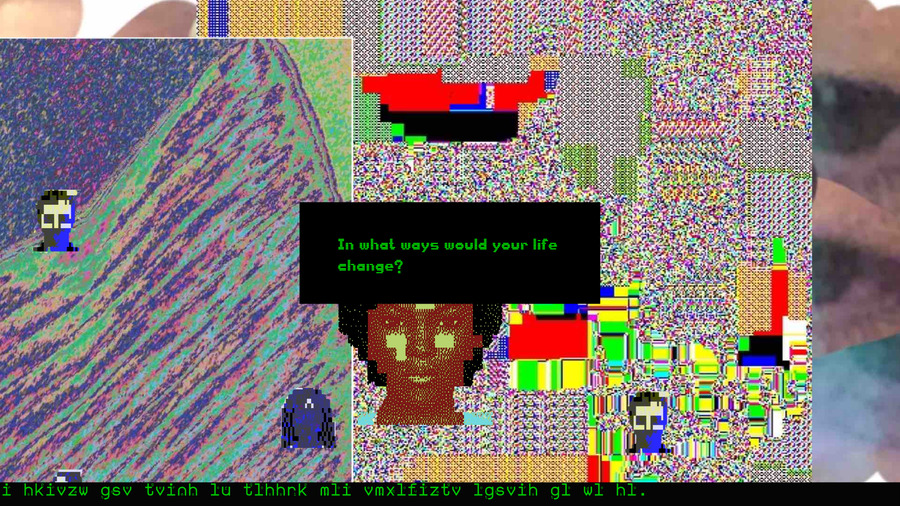 In what ways would your life
change?
i hkivzw gsv tvinh lu tlhhrk mli vmxlfiztv lgsvih gl wl hl.